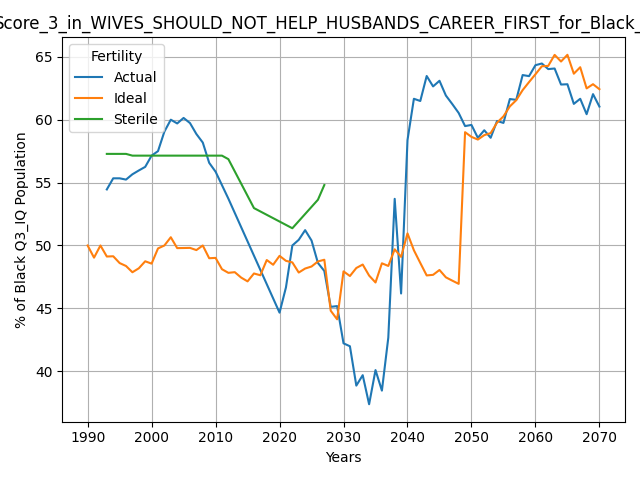 Score_3_in_WIVES_SHOULD_NOT_HELP_HUSBANDS_CAREER_FIRST_for_Black_
Fertility
Actual
Ideal
Sterile
% of Black Q3_IQ Population
65
60
55
50
45
40
1990 2000 2010 2020 2030 2040 2050 2060 2070
Years